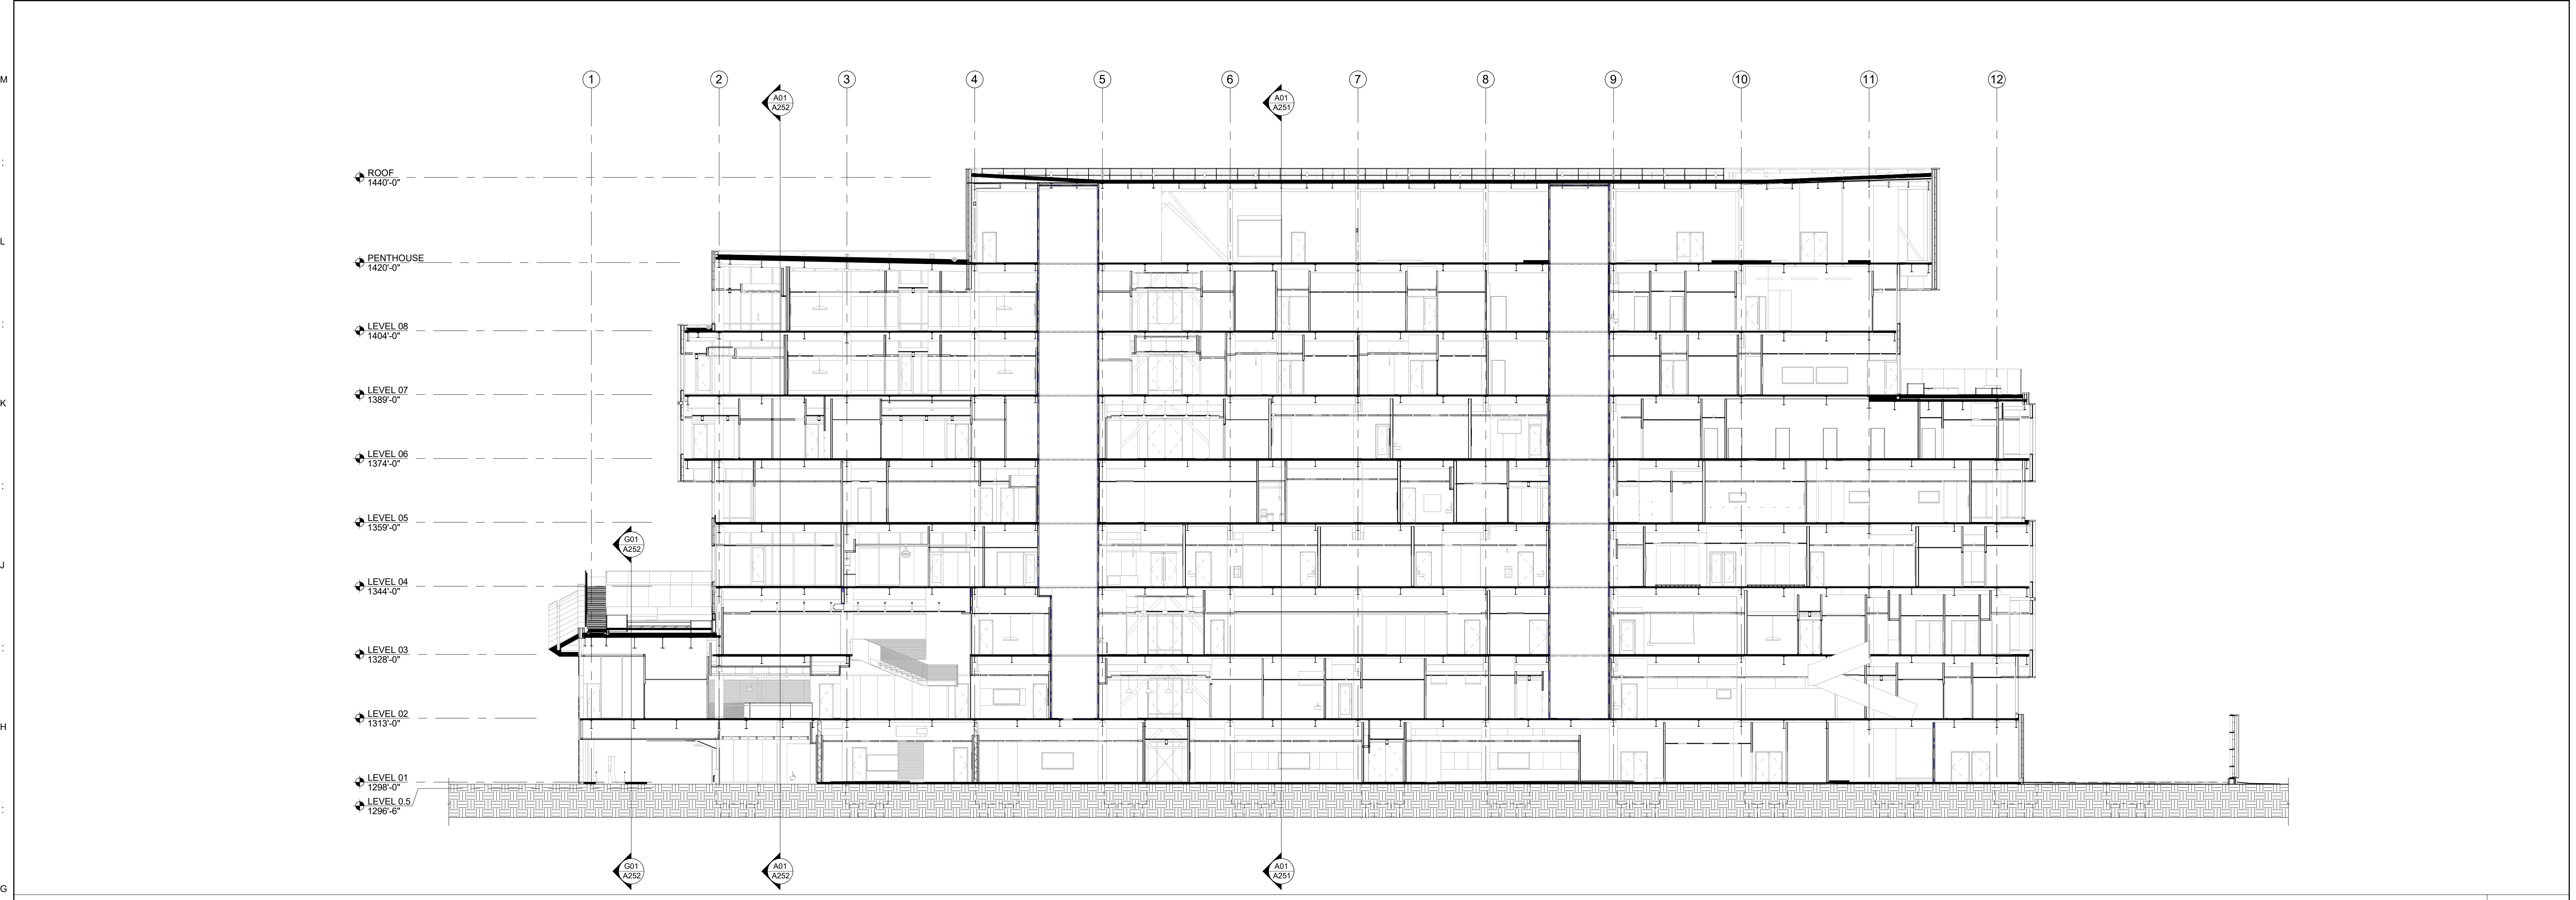 M
1
2
3
4
5
6
7
8
9
10
11
12
A01
A252
A01
A251
:
ROOF
1440'-0"
L
PENTHOUSE
1420'-0"
:
LEVEL 08
1404'-0"
LEVEL 07
1389'-0"
K
LEVEL 06
1374'-0"
:
LEVEL 05
1359'-0"
G01
A252
J
LEVEL 04
1344'-0"
:
LEVEL 03
1328'-0"
LEVEL 02
1313'-0"
H
LEVEL 01
1298'-0"
LEVEL 0.5
1296'-6"
:
G01
A252
A01
A252
A01
A251
G